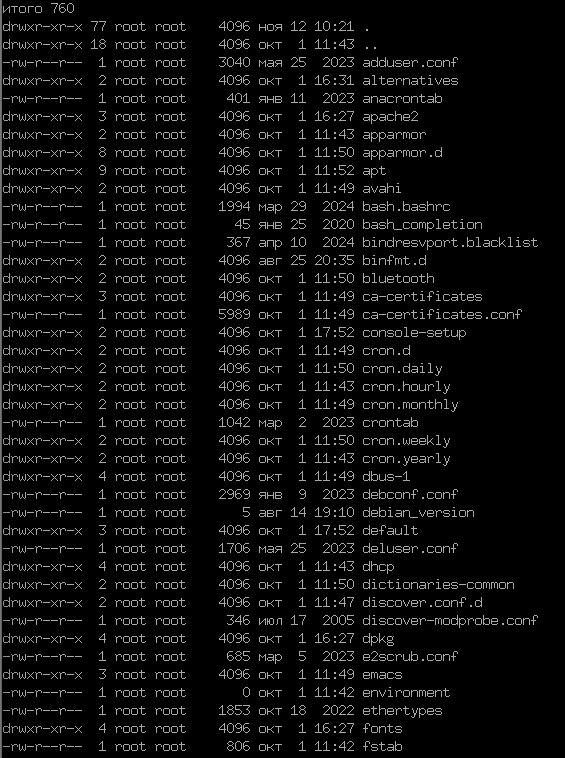 итого 760
drwxr-xr-x 77 root root    4096 ноя 12 10:21 .
drwxr-xr-x 18 root root    4096 окт  1 11:43 ..
-rw-r--r--  1 root root    3040 мая 25  2023 adduser.conf
drwxr-xr-x  2 root root    4096 окт  1 16:31 alternatives
-rw-r--r--  1 root root     401 янв 11  2023 anacrontab
drwxr-xr-x  3 root root    4096 окт  1 16:27 apache2
drwxr-xr-x  2 root root    4096 окт  1 11:43 apparmor
drwxr-xr-x  8 root root    4096 окт  1 11:50 apparmor.d
drwxr-xr-x  9 root root    4096 окт  1 11:52 apt
drwxr-xr-x  2 root root    4096 окт  1 11:49 avahi
-rw-r--r--  1 root root    1994 мар 29  2024 bash.bashrc
-rw-r--r--  1 root root      45 янв 25  2020 bash_completion
-rw-r--r--  1 root root     367 апр 10  2024 bindresvport.blacklist
drwxr-xr-x  2 root root    4096 авг 25 20:35 binfmt.d
drwxr-xr-x  2 root root    4096 окт  1 11:50 bluetooth
drwxr-xr-x  3 root root    4096 окт  1 11:49 ca-certificates
-rw-r--r--  1 root root    5989 окт  1 11:49 ca-certificates.conf
drwxr-xr-x  2 root root    4096 окт  1 17:52 console-setup
drwxr-xr-x  2 root root    4096 окт  1 11:49 cron.d
drwxr-xr-x  2 root root    4096 окт  1 11:50 cron.daily
drwxr-xr-x  2 root root    4096 окт  1 11:43 cron.hourly
drwxr-xr-x  2 root root    4096 окт  1 11:49 cron.monthly
-rw-r--r--  1 root root    1042 мар  2  2023 crontab
drwxr-xr-x  2 root root    4096 окт  1 11:50 cron.weekly
drwxr-xr-x  2 root root    4096 окт  1 11:43 cron.yearly
drwxr-xr-x  4 root root    4096 окт  1 11:49 dbus-1
-rw-r--r--  1 root root    2969 янв  9  2023 debconf.conf
-rw-r--r--  1 root root       5 авг 14 19:10 debian_version
drwxr-xr-x  3 root root    4096 окт  1 17:52 default
-rw-r--r--  1 root root    1706 мая 25  2023 deluser.conf
drwxr-xr-x  4 root root    4096 окт  1 11:43 dhcp
drwxr-xr-x  2 root root    4096 окт  1 11:50 dictionaries-common
drwxr-xr-x  2 root root    4096 окт  1 11:47 discover.conf.d
-rw-r--r--  1 root root     346 июл 17  2005 discover-modprobe.conf
drwxr-xr-x  4 root root    4096 окт  1 16:27 dpkg
-rw-r--r--  1 root root     685 мар  5  2023 e2scrub.conf
drwxr-xr-x  3 root root    4096 окт  1 11:49 emacs
-rw-r--r--  1 root root       0 окт  1 11:42 environment
-rw-r--r--  1 root root    1853 окт 18  2022 ethertypes
drwxr-xr-x  4 root root    4096 окт  1 16:27 fonts
-rw-r--r--  1 root root     806 окт  1 11:42 fstab